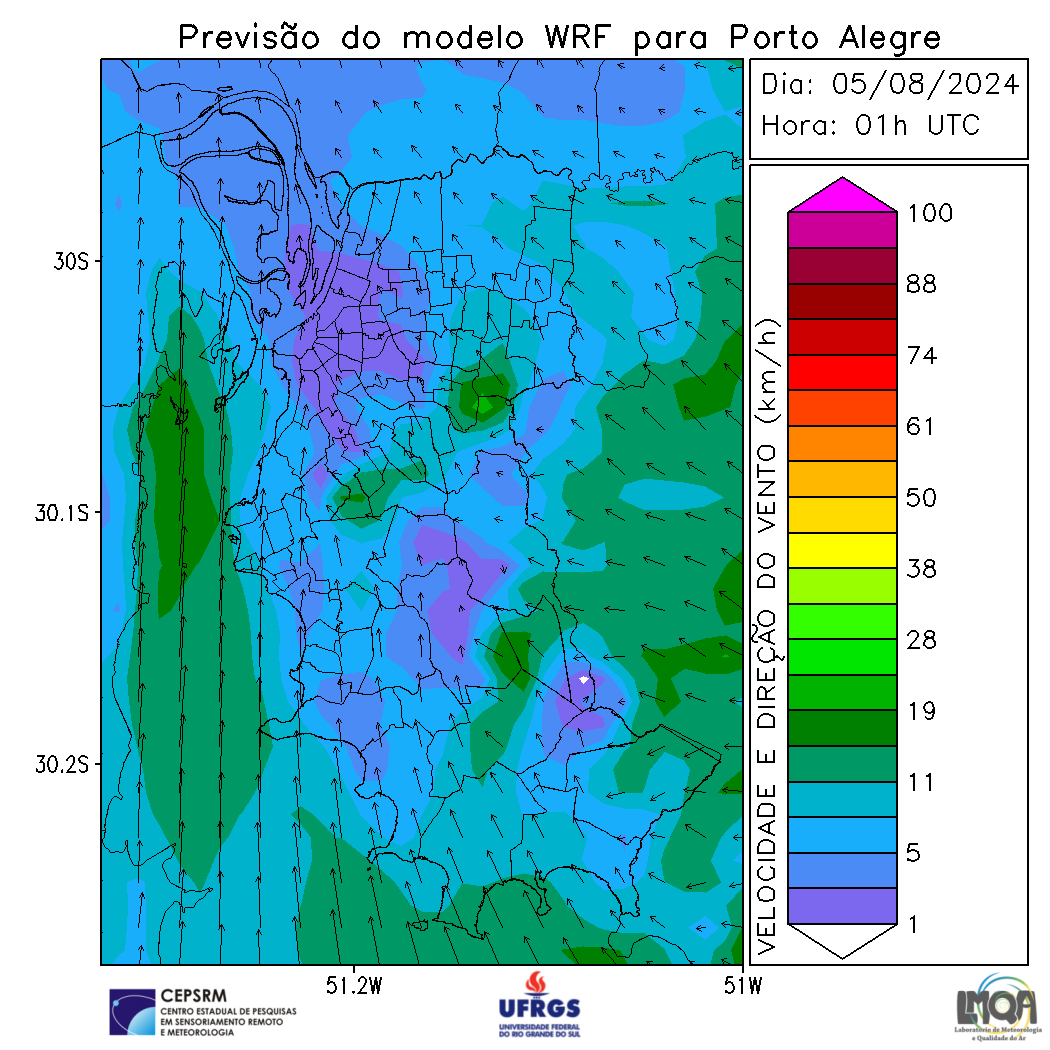 Previsão do modelo WRF para Porto Alegre
Dia: 05/08/2024
Hora: 01h UTC
30S
30.1S
30.2S
51.2W
51W
VELOCIDADE E DIREÇÃO DO VENTO (km/h)
100
88
74
61
50
38
28
19
11
5
1
CEPSRM
CENTRO ESTADUAL DE PESQUISAS
EM SENSORIAMENTO REMOTO
E METEOROLOGIA
UFRGS
UNIVERSIDADE FEDERAL
DO RIO GRANDE DO SUL
LMQA
Laboratório de Meteorologia
e Qualidade do Ar